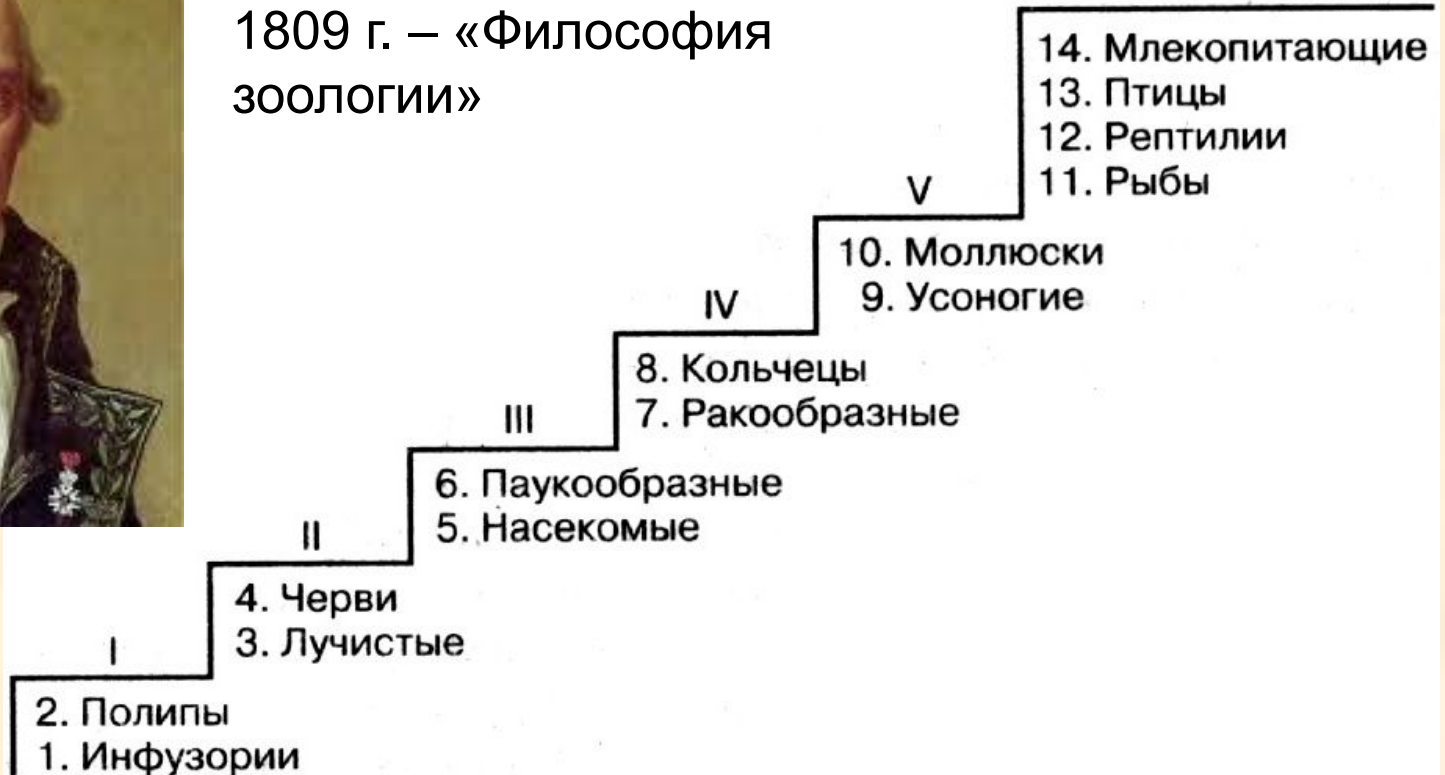 1809 г. – «Философия
зоологии»
14. Млекопитающие
13. Птицы
12. Рептилии
11. Рыбы
V
10. Моллюски
9. Усоногие
IV
8. Кольчецы
7. Ракообразные
III
6. Паукообразные
5. Насекомые
II
4. Черви
3. Лучистые
I
2. Полипы
1. Инфузории